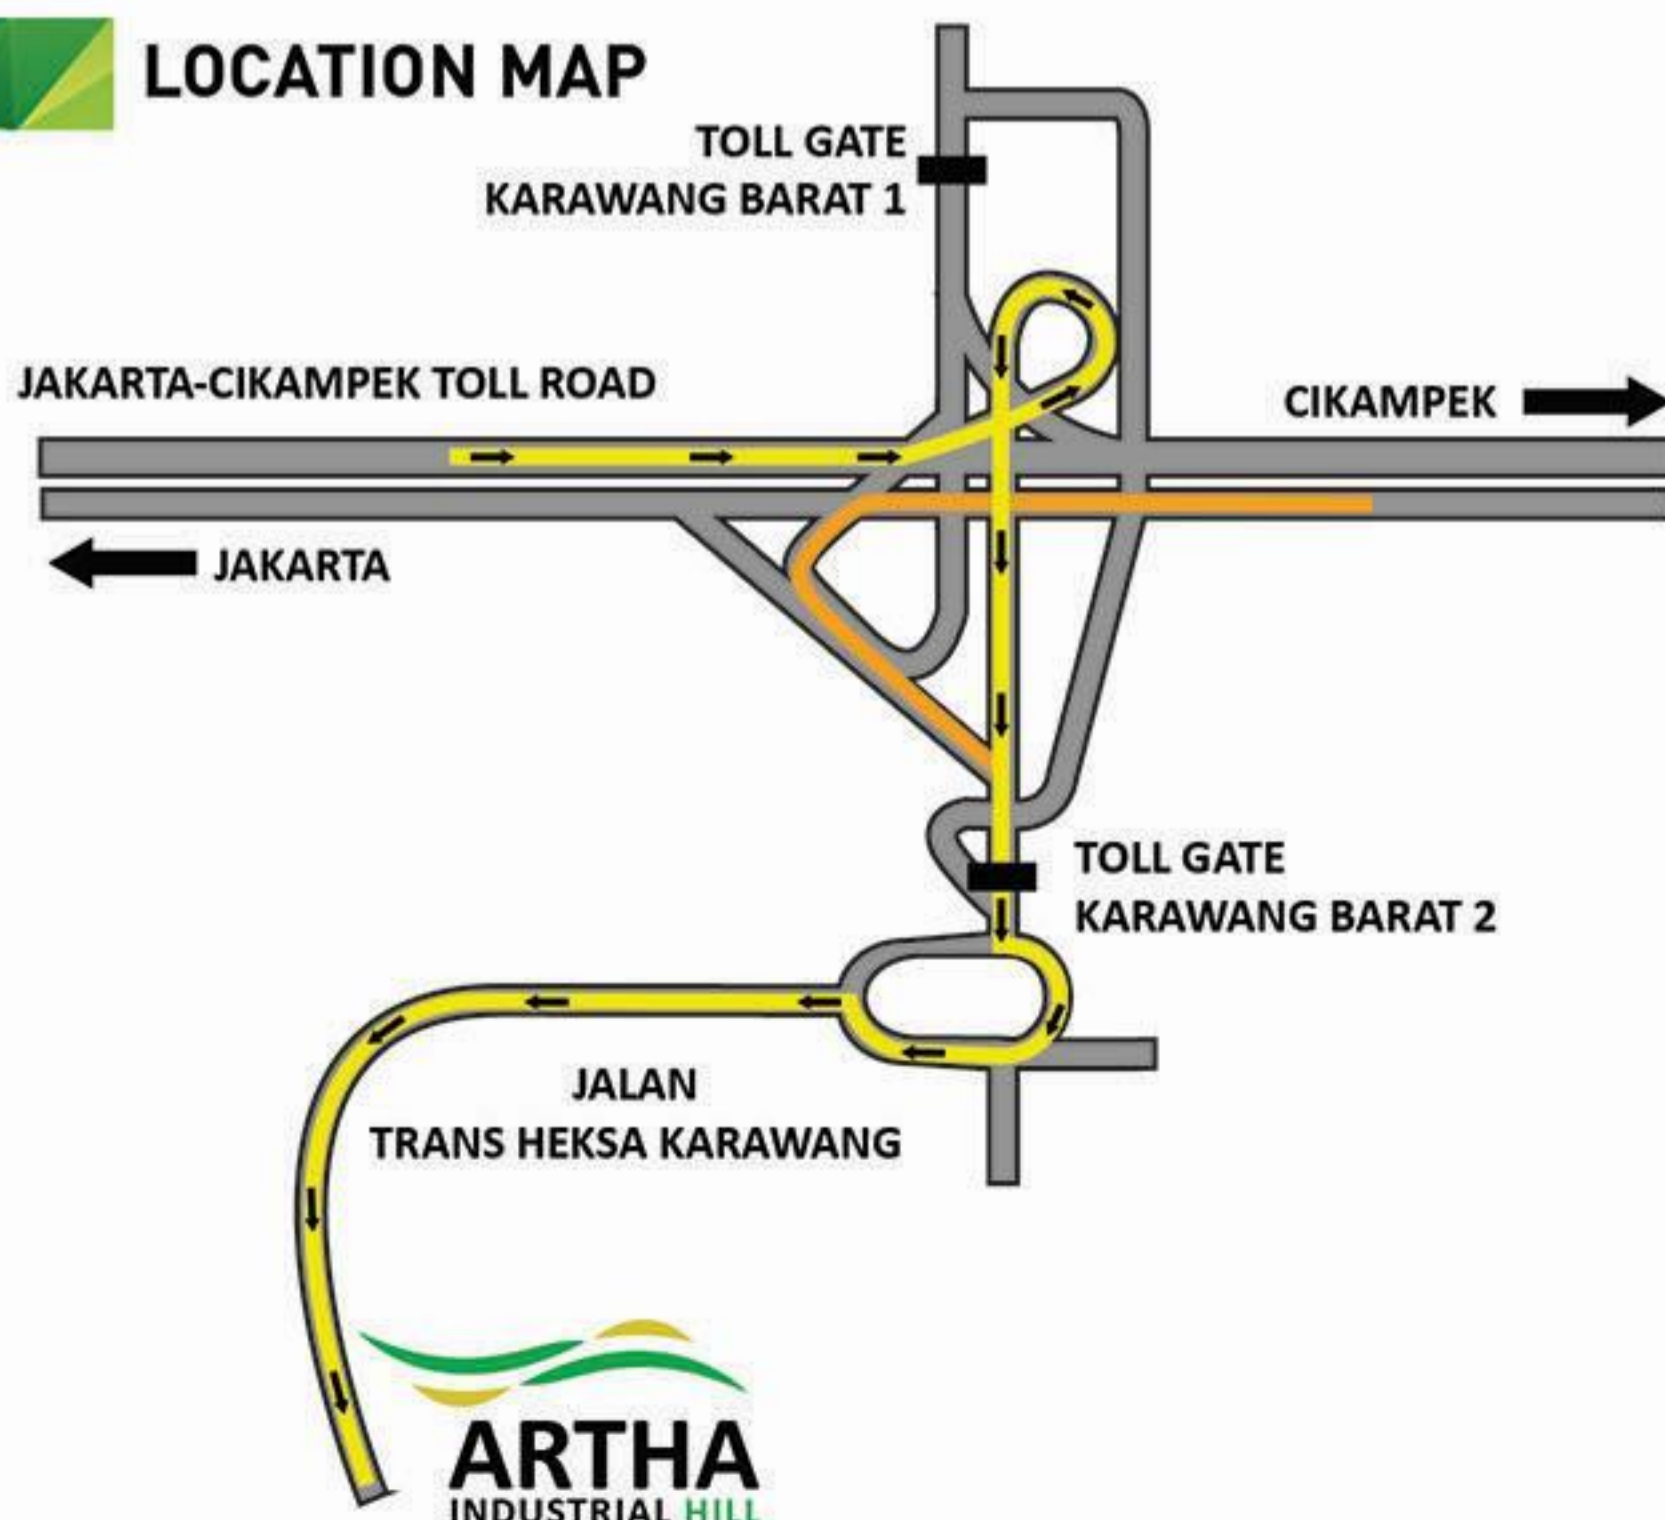 LOCATION MAP
TOLL GATE
KARAWANG BARAT 1
JAKARTA-CIKAMPEK TOLL ROAD
CIKAMPEK
JAKARTA
TOLL GATE
KARAWANG BARAT 2
JALAN
TRANS HEKSA KARAWANG
ARTHA
INDUSTRIAL HILL